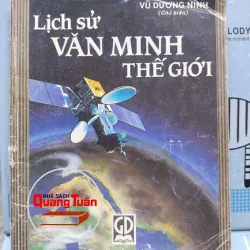 VŨ DƯƠNG NINH
(Chủ biên)
Lịch sử
VĂN MINH
THẾ GIỚI
NHÀ SÁCH
Quang Tuấn
GD